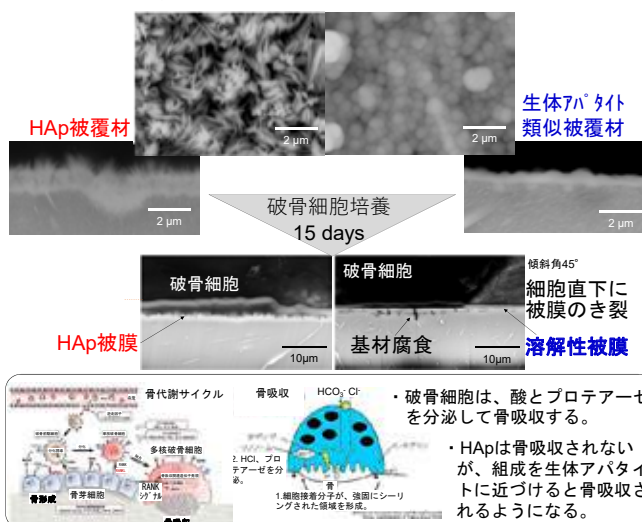 HAp被覆材
2 μm
2 μm
生体ｱﾊﾟﾀｲﾄ
類似被覆材
2 μm
2 μm
破骨細胞培養
15 days
破骨細胞
HAp被膜
10μm
破骨細胞
基材腐食
10μm
傾斜角45°
細胞直下に
被膜のき裂
溶解性被膜
骨代謝サイクル
多核破骨細胞
RANK
ｼｸﾞﾅﾙ
骨芽細胞
骨形成
骨吸収
骨吸収
HCO₃⁻ Cl⁻
2. HCl、プロ
テアーゼを分
泌。
骨
1.細胞接着分子が、強固にシーリ
ングされた領域を形成。
・破骨細胞は、酸とプロテアーゼ
を分泌して骨吸収する。
・HApは骨吸収されない
が、組成を生体アパタイ
トに近づけると骨吸収さ
れるようになる。